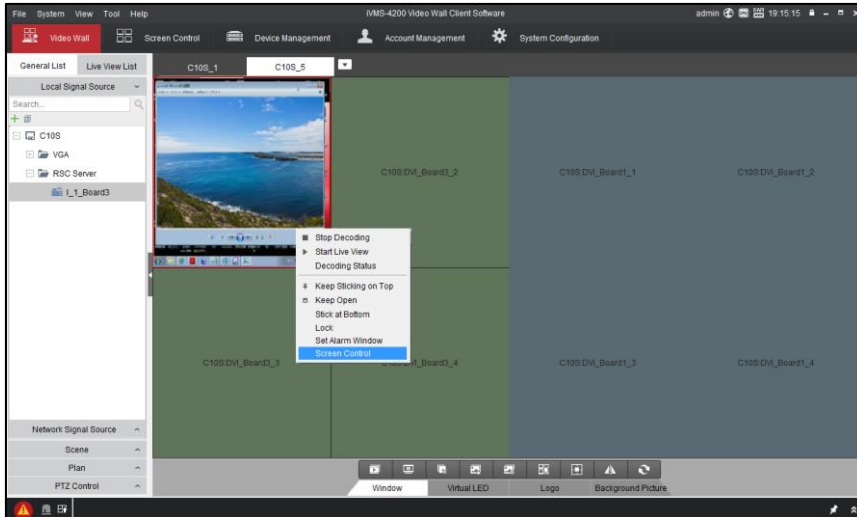 File System View Tool Help
iVMS-4200 Video Wall Client Software
admin 19:15:15
Video Wall
Screen Control
Device Management
Account Management
System Configuration
General List
Live View List
C10S_1
C10S_5
Local Signal Source
Search...
C10S
VGA
RSC Server
I_1_Board3
C10S:DVI_Board3_2
C10S:DVI_Board1_1
C10S:DVI_Board1_2
Stop Decoding
Start Live View
Decoding Status
Keep Sticking on Top
Keep Open
Stick at Bottom
Lock
Set Alarm Window
Screen Control
C10S:DVI_Board3_3
C10S:DVI_Board3_4
C10S:DVI_Board1_3
C10S:DVI_Board1_4
Network Signal Source
Scene
Plan
PTZ Control
Window
Virtual LED
Logo
Background Picture